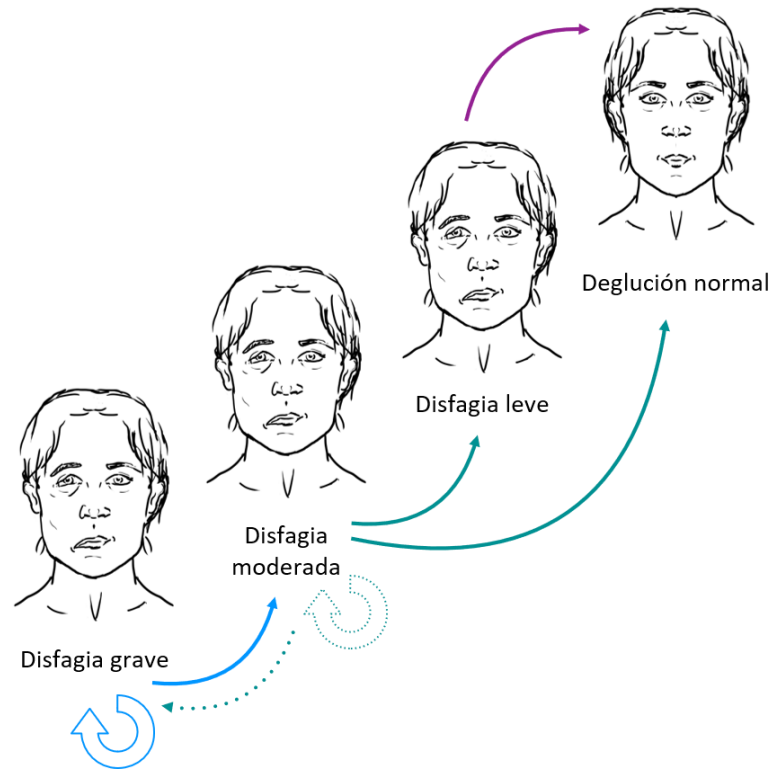 Deglución normal
Disfagia leve
Disfagia
moderada
Disfagia grave